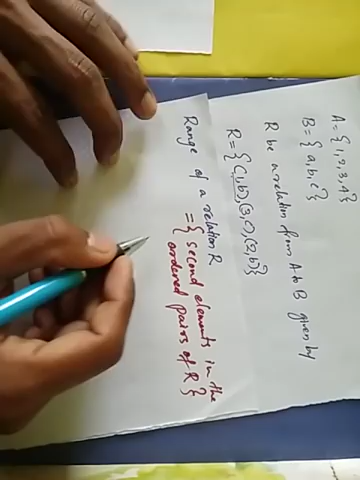 A = {1,2,3,4}
B = {a,b,c}
R be a relation from A to B given by
R = {(1,b),(3,c),(2,b)}
Range of a relation R
= { second elements in the
ordered pairs of R }